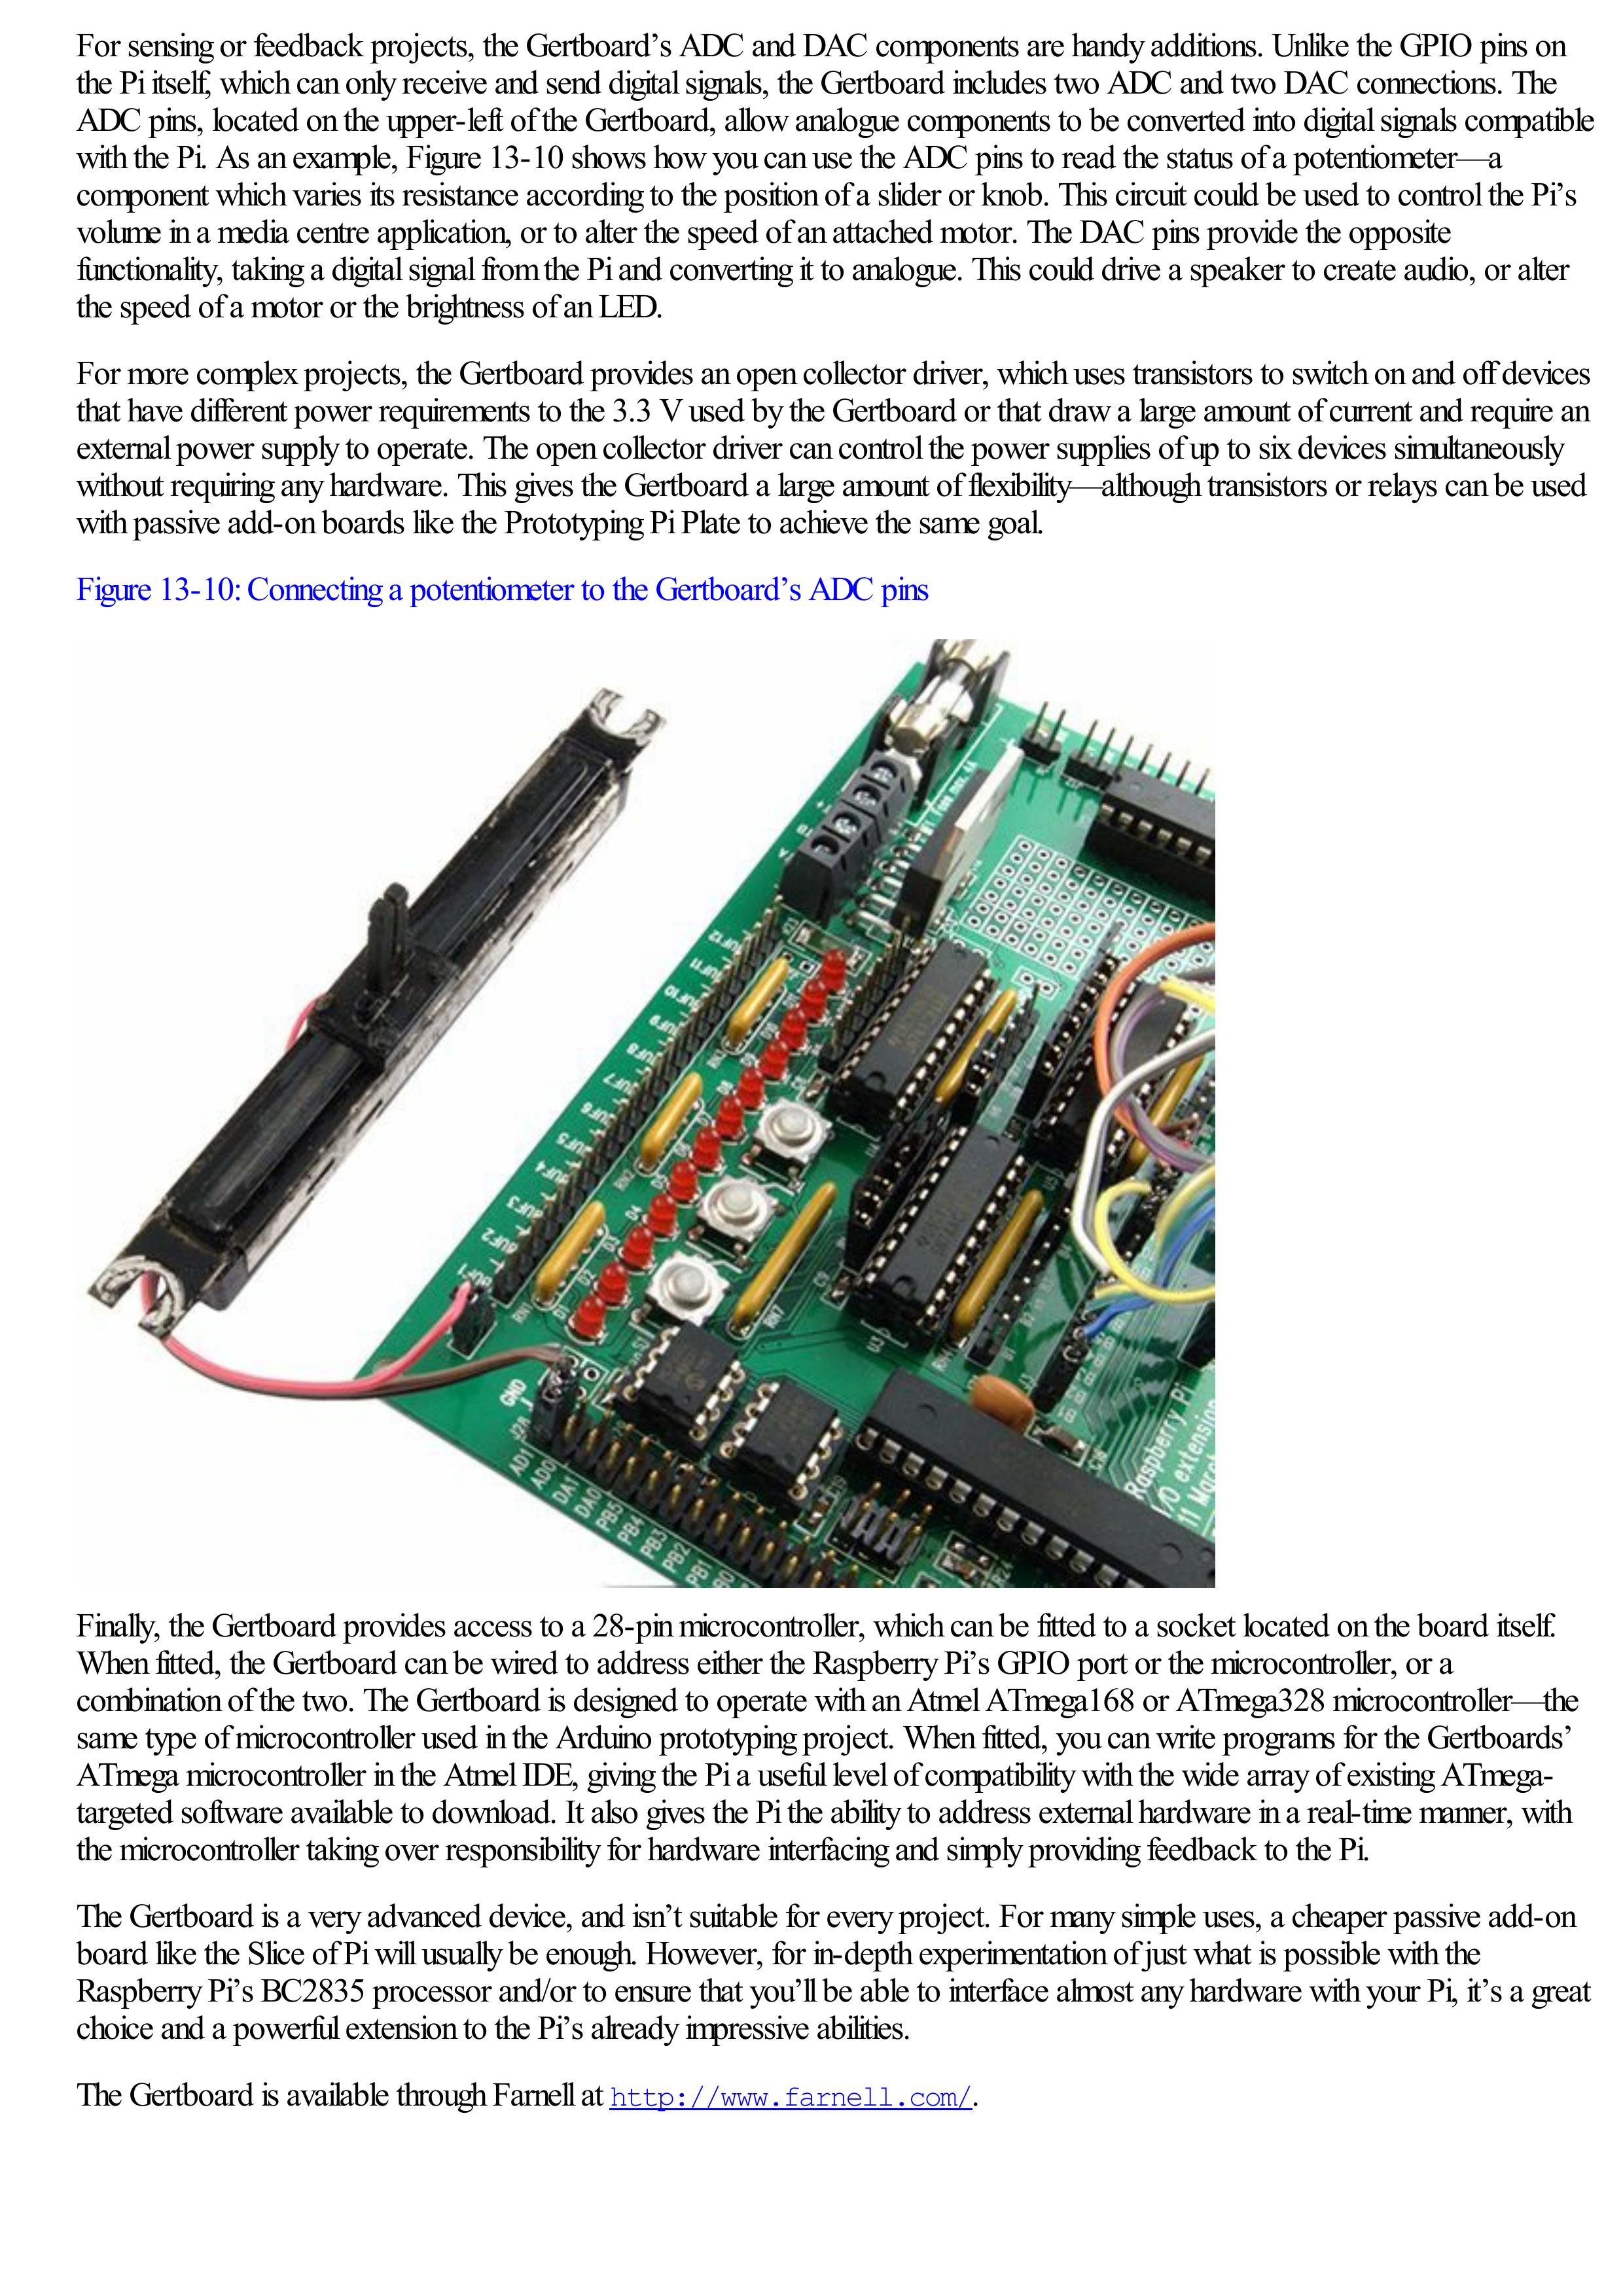 For sensing or feedback projects, the Gertboard’s ADC and DAC components are handy additions. Unlike the GPIO pins on
the Pi itself, which can only receive and send digital signals, the Gertboard includes two ADC and two DAC connections. The
ADC pins, located on the upper-left of the Gertboard, allow analogue components to be converted into digital signals compatible
with the Pi. As an example, Figure 13-10 shows how you can use the ADC pins to read the status of a potentiometer—a
component which varies its resistance according to the position of a slider or knob. This circuit could be used to control the Pi’s
volume in a media centre application, or to alter the speed of an attached motor. The DAC pins provide the opposite
functionality, taking a digital signal from the Pi and converting it to analogue. This could drive a speaker to create audio, or alter
the speed of a motor or the brightness of an LED.
For more complex projects, the Gertboard provides an open collector driver, which uses transistors to switch on and off devices
that have different power requirements to the 3.3 V used by the Gertboard or that draw a large amount of current and require an
external power supply to operate. The open collector driver can control the power supplies of up to six devices simultaneously
without requiring any hardware. This gives the Gertboard a large amount of flexibility—although transistors or relays can be used
with passive add-on boards like the Prototyping Pi Plate to achieve the same goal.
Figure 13-10: Connecting a potentiometer to the Gertboard’s ADC pins
BUF12
BUF11
BUF10
BUF9
BUF8
BUF7
BUF6
BUF5
BUF4
BUF3
BUF2
BUF1
RN1
RN7
GND
J28
AD1
AD0
DA1
DA0
PB5
PB4
PB3
PB2
PB1
Raspberry Pi
I/O extension
11 March
Finally, the Gertboard provides access to a 28-pin microcontroller, which can be fitted to a socket located on the board itself.
When fitted, the Gertboard can be wired to address either the Raspberry Pi’s GPIO port or the microcontroller, or a
combination of the two. The Gertboard is designed to operate with an Atmel ATmega168 or ATmega328 microcontroller—the
same type of microcontroller used in the Arduino prototyping project. When fitted, you can write programs for the Gertboards’
ATmega microcontroller in the Atmel IDE, giving the Pi a useful level of compatibility with the wide array of existing ATmega-
targeted software available to download. It also gives the Pi the ability to address external hardware in a real-time manner, with
the microcontroller taking over responsibility for hardware interfacing and simply providing feedback to the Pi.
The Gertboard is a very advanced device, and isn’t suitable for every project. For many simple uses, a cheaper passive add-on
board like the Slice of Pi will usually be enough. However, for in-depth experimentation of just what is possible with the
Raspberry Pi’s BC2835 processor and/or to ensure that you’ll be able to interface almost any hardware with your Pi, it’s a great
choice and a powerful extension to the Pi’s already impressive abilities.
The Gertboard is available through Farnell at http://www.farnell.com/.